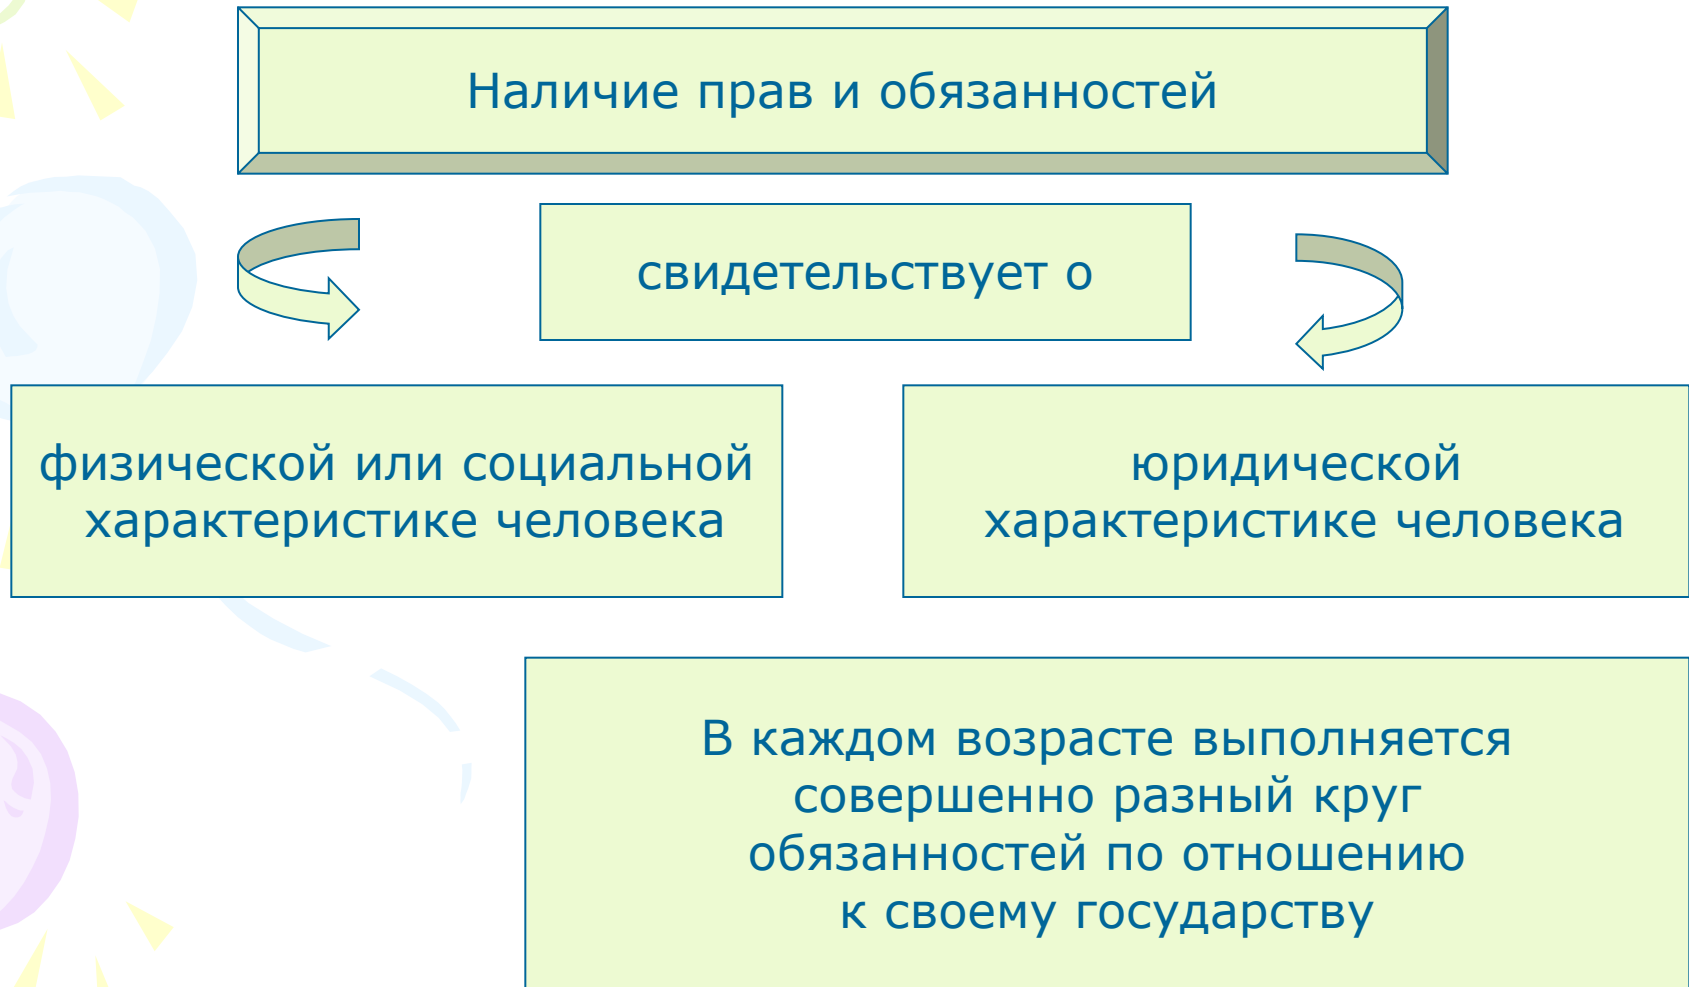 Наличие прав и обязанностей
свидетельствует о
физической или социальной
характеристике человека
юридической
характеристике человека
В каждом возрасте выполняется
совершенно разный круг
обязанностей по отношению
к своему государству